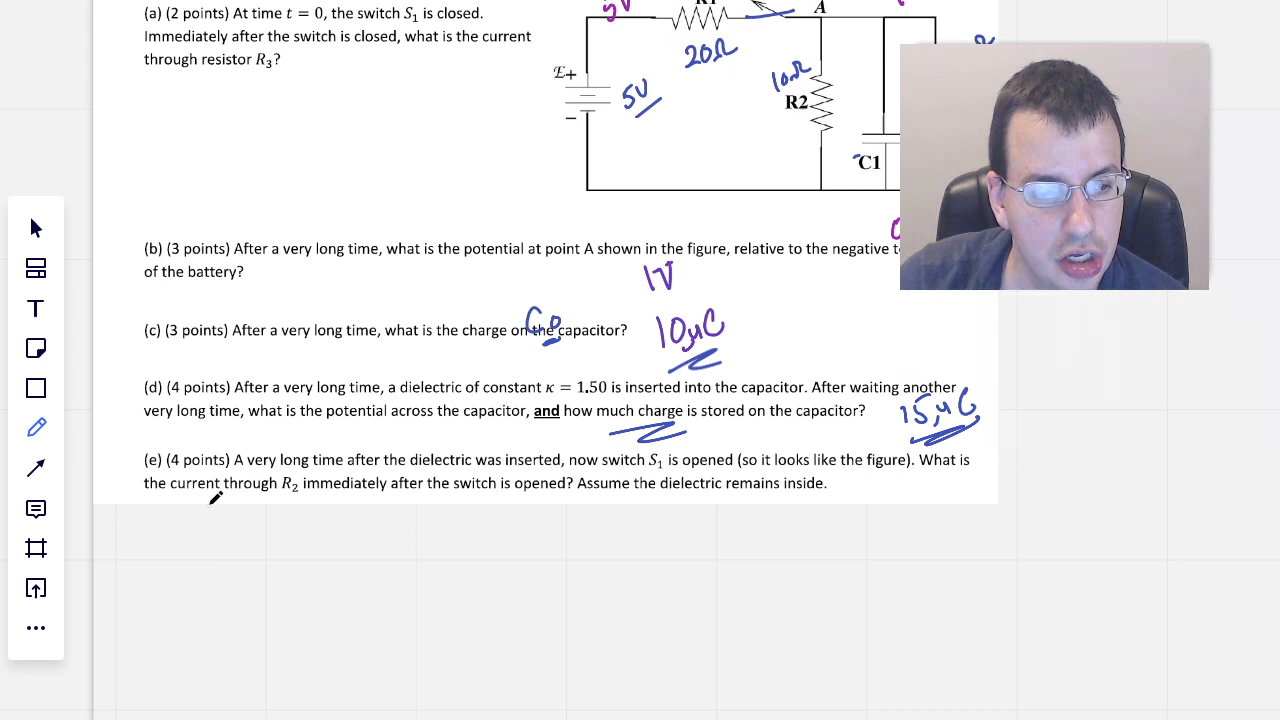 (a) (2 points) At time t = 0, the switch S₁ is closed.
Immediately after the switch is closed, what is the current
through resistor R₃?
5V
A
20Ω
ℰ+
5V
−
10Ω
R2
C1
(b) (3 points) After a very long time, what is the potential at point A shown in the figure, relative to the negative
of the battery?
1V
(c) (3 points) After a very long time, what is the charge on the capacitor?
C₀
10μC
(d) (4 points) After a very long time, a dielectric of constant κ = 1.50 is inserted into the capacitor. After waiting another
very long time, what is the potential across the capacitor, and how much charge is stored on the capacitor?
15μC
(e) (4 points) A very long time after the dielectric was inserted, now switch S₁ is opened (so it looks like the figure). What is
the current through R₂ immediately after the switch is opened? Assume the dielectric remains inside.
T